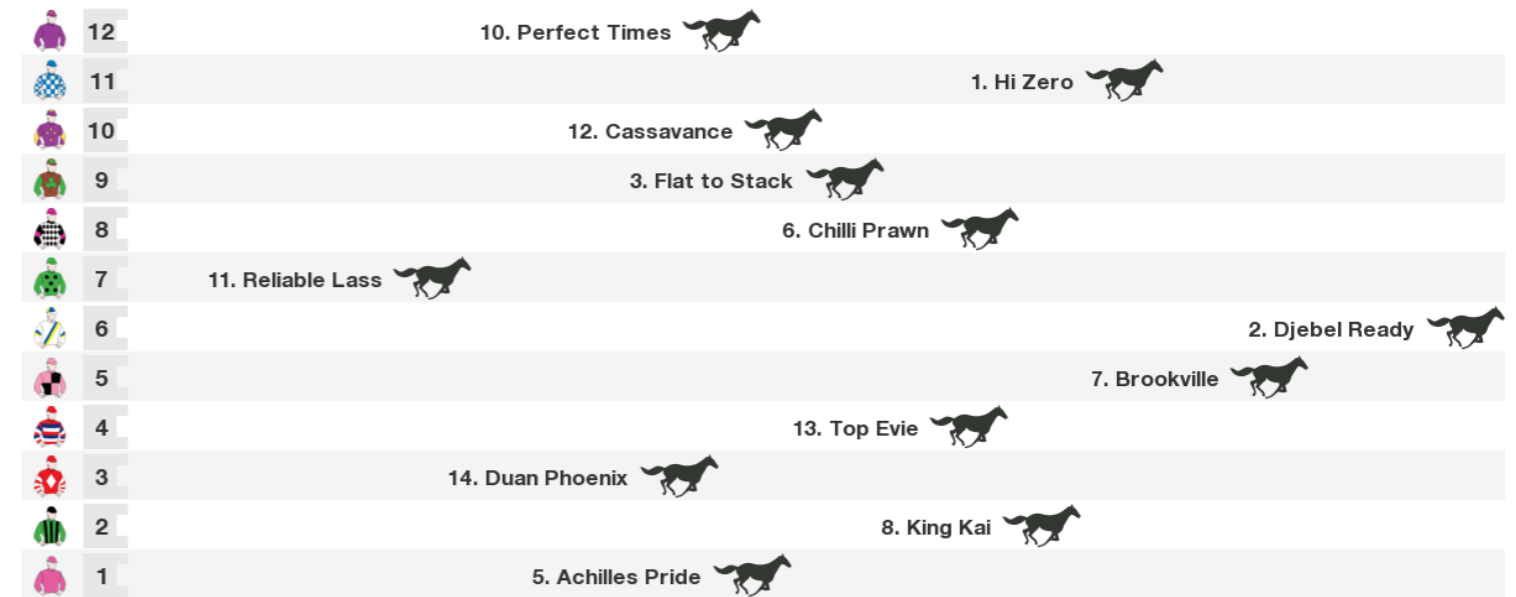 12 10. Perfect Times
11 1. Hi Zero
10 12. Cassavance
9 3. Flat to Stack
8 6. Chilli Prawn
7 11. Reliable Lass
6 2. Djebel Ready
5 7. Brookville
4 13. Top Evie
3 14. Duan Phoenix
2 8. King Kai
1 5. Achilles Pride